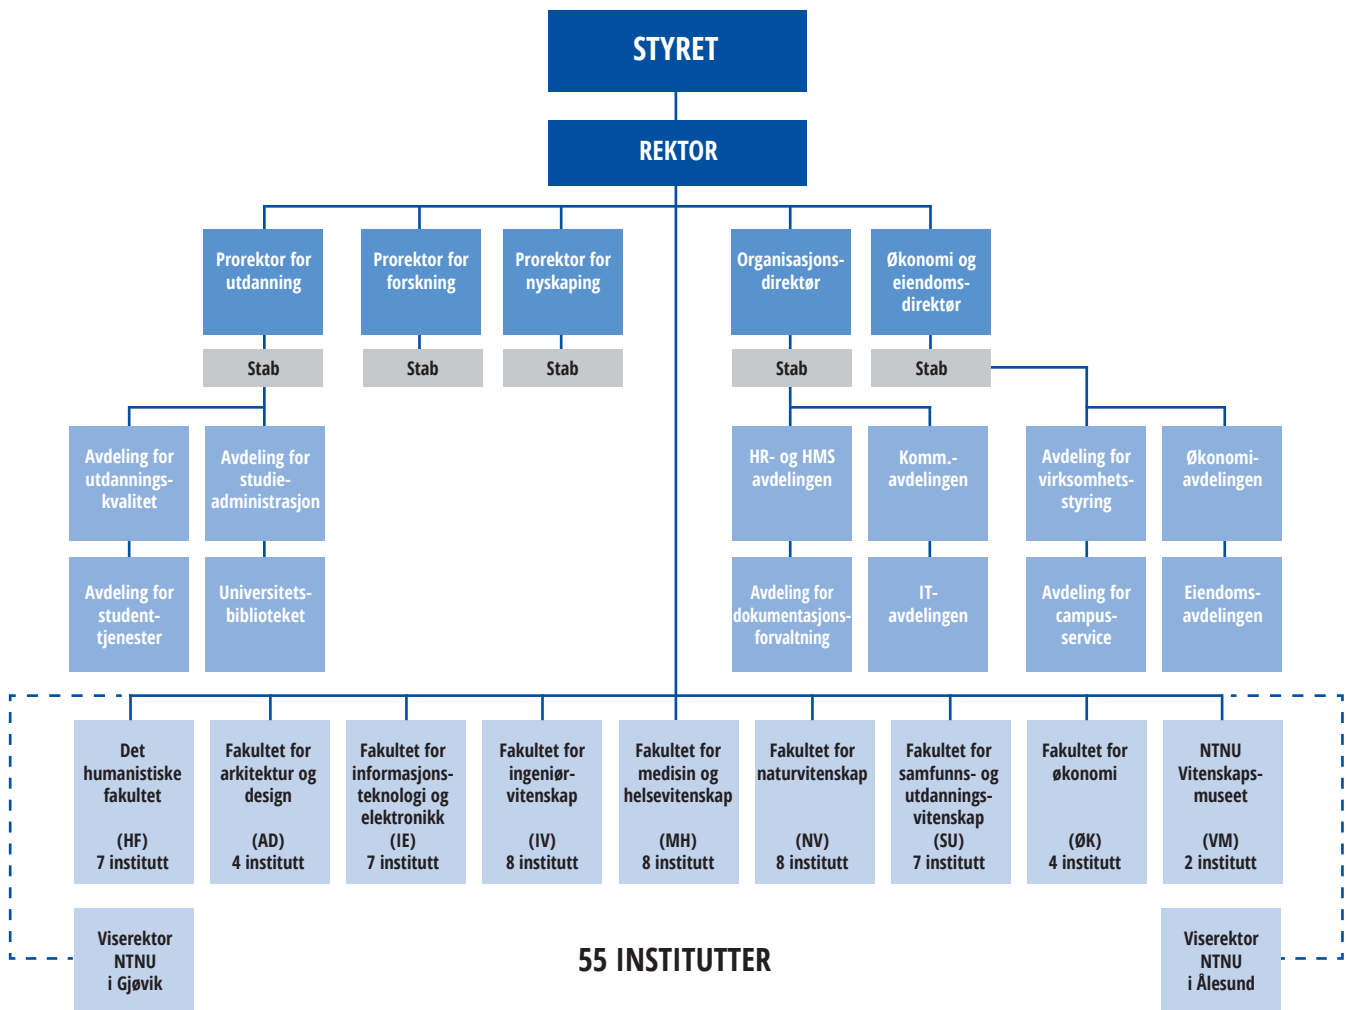 STYRET
REKTOR
Prorektor for
utdanning
Prorektor for
forskning
Prorektor for
nyskaping
Organisasjons-
direktør
Økonomi og
eiendoms-
direktør
Stab
Stab
Stab
Stab
Stab
Avdeling for
utdannings-
kvalitet
Avdeling for
studie-
administrasjon
HR- og HMS
avdelingen
Komm.-
avdelingen
Avdeling for
virksomhets-
styring
Økonomi-
avdelingen
Avdeling for
student-
tjenester
Universitets-
biblioteket
Avdeling for
dokumentasjons-
forvaltning
IT-
avdelingen
Avdeling for
campus-
service
Eiendoms-
avdelingen
Det
humanistiske
fakultet
(HF)
7 institutt
Fakultet for
arkitektur og
design
(AD)
4 institutt
Fakultet for
informasjons-
teknologi og
elektronikk
(IE)
7 institutt
Fakultet for
ingeniør-
vitenskap
(IV)
8 institutt
Fakultet for
medisin og
helsevitenskap
(MH)
8 institutt
Fakultet for
naturvitenskap
(NV)
8 institutt
Fakultet for
samfunns- og
utdannings-
vitenskap
(SU)
7 institutt
Fakultet for
økonomi
(ØK)
4 institutt
NTNU
Vitenskaps-
museet
(VM)
2 institutt
Viserektor
NTNU
i Gjøvik
55 INSTITUTTER
Viserektor
NTNU
i Ålesund